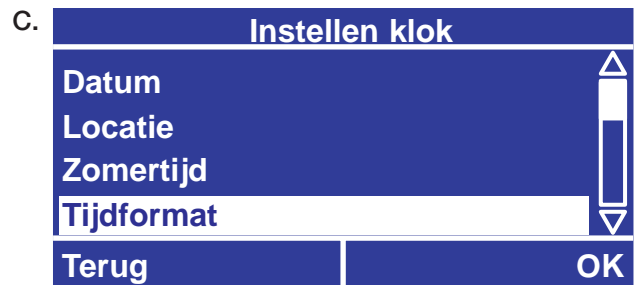 c.
Instellen klok
Datum
Locatie
Zomertijd
Tijdformat
Terug OK